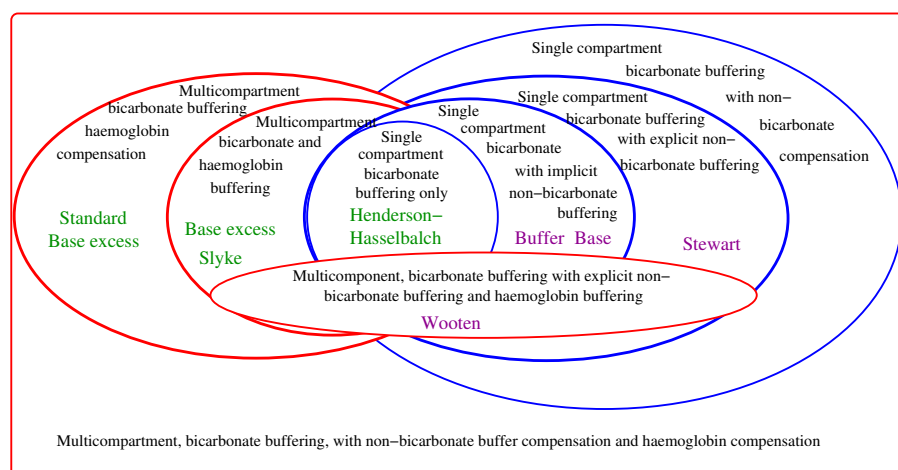 Single compartment
bicarbonate buffering
with non−
bicarbonate
compensation
Multicompartment
bicarbonate buffering
haemoglobin
compensation
Standard
Base excess
Multicompartment
bicarbonate and
haemoglobin
buffering
Base excess
Slyke
Single
compartment
bicarbonate
buffering only
Henderson−
Hasselbalch
Single
compartment
bicarbonate
with implicit
non−bicarbonate
buffering
Buffer Base
Single compartment
bicarbonate buffering
with explicit non−
bicarbonate buffering
Stewart
Multicomponent, bicarbonate buffering with explicit non−
bicarbonate buffering and haemoglobin buffering
Wooten
Multicompartment, bicarbonate buffering, with non−bicarbonate buffer compensation and haemoglobin compensation